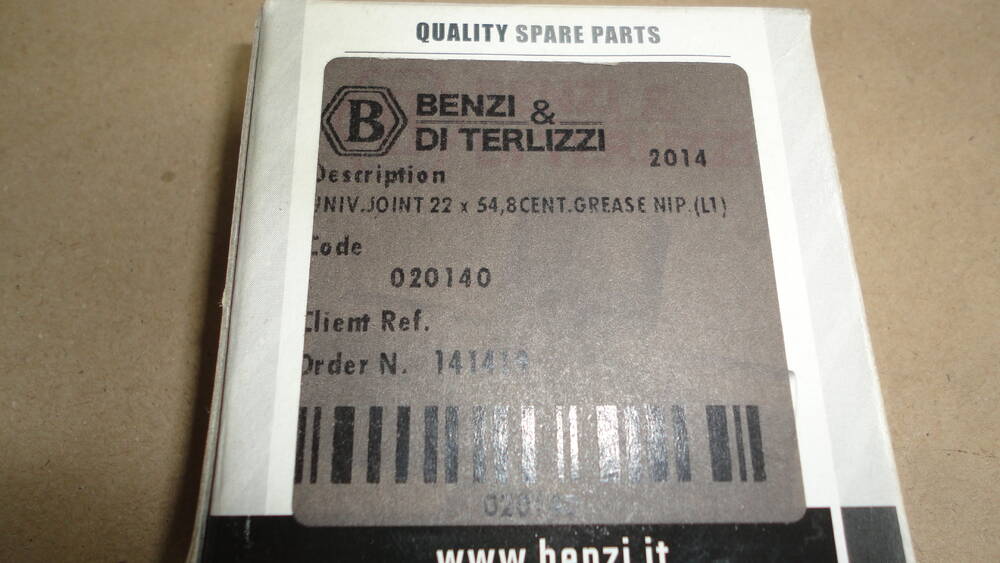 QUALITY SPARE PARTS
B
BENZI &
DI TERLIZZI
2014
Description
UNIV.JOINT 22 x 54,8CENT.GREASE NIP.(L1)
Code
020140
Client Ref.
Order N.
www.benzi.it